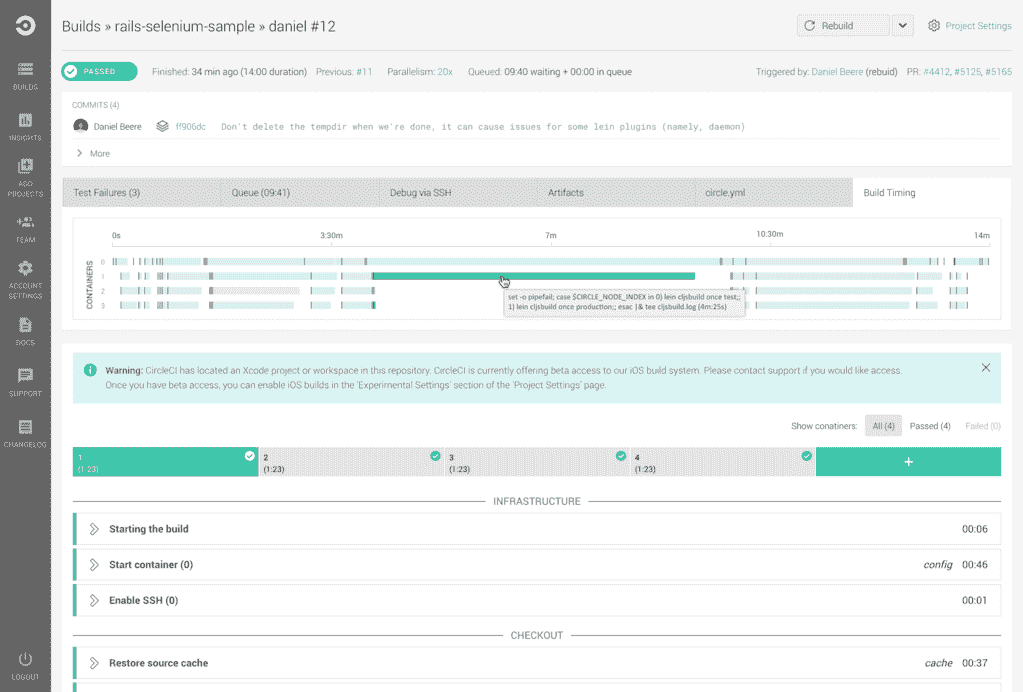 Builds » rails-selenium-sample » daniel #12
Rebuild
Project Settings
PASSED
Finished: 34 min ago (14:00 duration) Previous: #11 Parallelism: 20x Queued: 09:40 waiting + 00:00 in queue
Triggered by: Daniel Beere (rebuid) PR: #4412, #5125, #5165
BUILDS
INSIGHTS
ADD PROJECTS
TEAM
ACCOUNT SETTINGS
DOCS
SUPPORT
CHANGELOG
LOGOUT
COMMITS (4)
Daniel Beere ff906dc Don't delete the tempdir when we're done, it can cause issues for some lein plugins (namely, daemon)
More
Test Failures (3) Queue (09:41) Debug via SSH Artifacts circle.yml Build Timing
0s 3:30m 7m 10:30m 14m
CONTAINERS
0
1
2
3
set -o pipefail; case $CIRCLE_NODE_INDEX in 0) lein cljsbuild once test;;
1) lein cljsbuild once production;; esac |& tee cljsbuild.log (4m:25s)
Warning: CircleCI has located an Xcode project or workspace in this repository. CircleCI is currently offering beta access to our iOS build system. Please contact support if you would like access.
Once you have beta access, you can enable iOS builds in the 'Experimental Settings' section of the 'Project Settings' page.
Show conatiners: All (4) Passed (4) Failed (0)
1 2 3 4 +
(1:23) (1:23) (1:23) (1:23)
INFRASTRUCTURE
Starting the build 00:06
Start container (0) config 00:46
Enable SSH (0) 00:01
CHECKOUT
Restore source cache cache 00:37